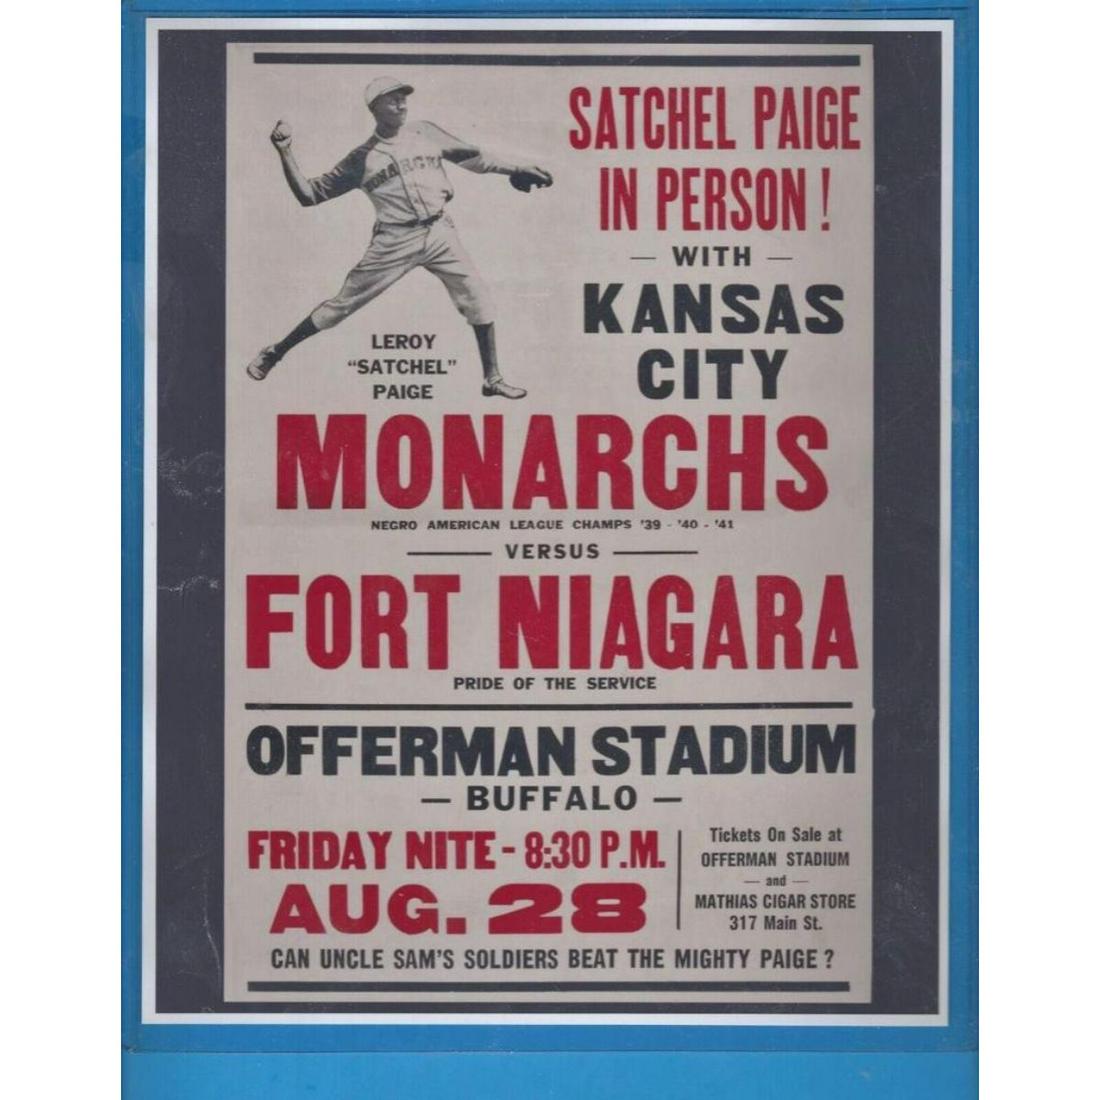 SATCHEL PAIGE
IN PERSON!
— WITH —
KANSAS
CITY
MONARCHS
LEROY
"SATCHEL"
PAIGE
MONARCHS
NEGRO AMERICAN LEAGUE CHAMPS '39 - '40 - '41
VERSUS
FORT NIAGARA
PRIDE OF THE SERVICE
OFFERMAN STADIUM
— BUFFALO —
FRIDAY NITE - 8:30 P.M.
AUG. 28
Tickets On Sale at
OFFERMAN STADIUM
— and —
MATHIAS CIGAR STORE
317 Main St.
CAN UNCLE SAM'S SOLDIERS BEAT THE MIGHTY PAIGE?